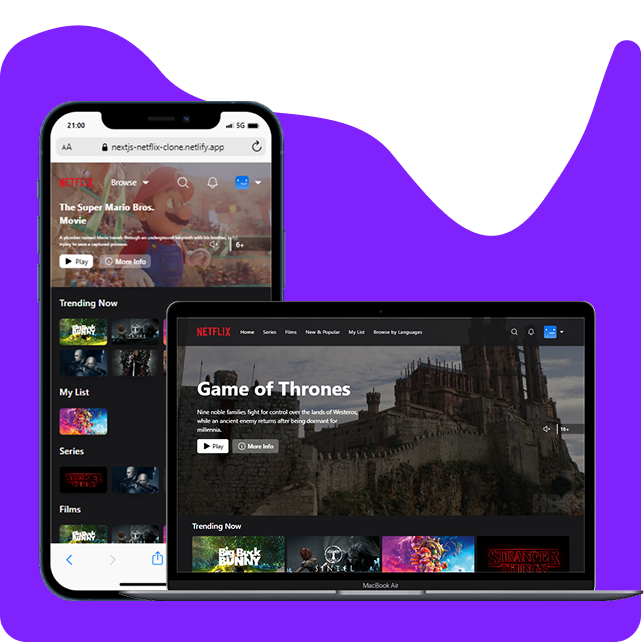 21:00
5G
AA
nextjs-netflix-clone.netlify.app
NETFLIX
Browse
The Super Mario Bros.
Movie
A plumber named Mario travels through an underground labyrinth with his brother,
trying to save a captured princess.
6+
Play
More Info
Trending Now
Big Buck
BUNNY
SINTEL
My List
Series
STRANGER
THINGS
Films
Big Buck
BUNNY
NETFLIX
Home
Series
Films
New & Popular
My List
Browse by Languages
Game of Thrones
Nine noble families fight for control over the lands of Westeros,
while an ancient enemy returns after being dormant for
millennia.
Play
More Info
16+
Trending Now
Big Buck
BUNNY
SINTEL
STRANGER
THINGS
MacBook Air